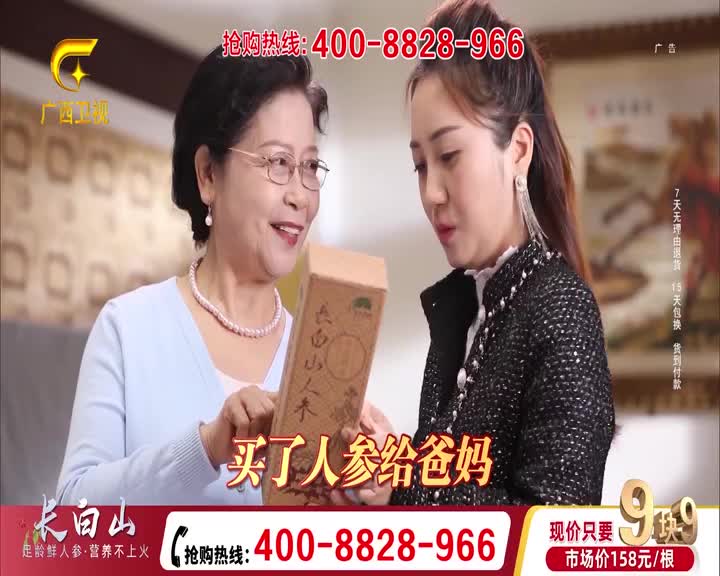 抢购热线:400-8828-966
广告
广西卫视
7天无理由退货 15天包换 货到付款
长白山人参
买了人参给爸妈
长白山
足龄鲜人参·营养不上火
抢购热线:
400-8828-966
现价只要
9块9
市场价158元/根